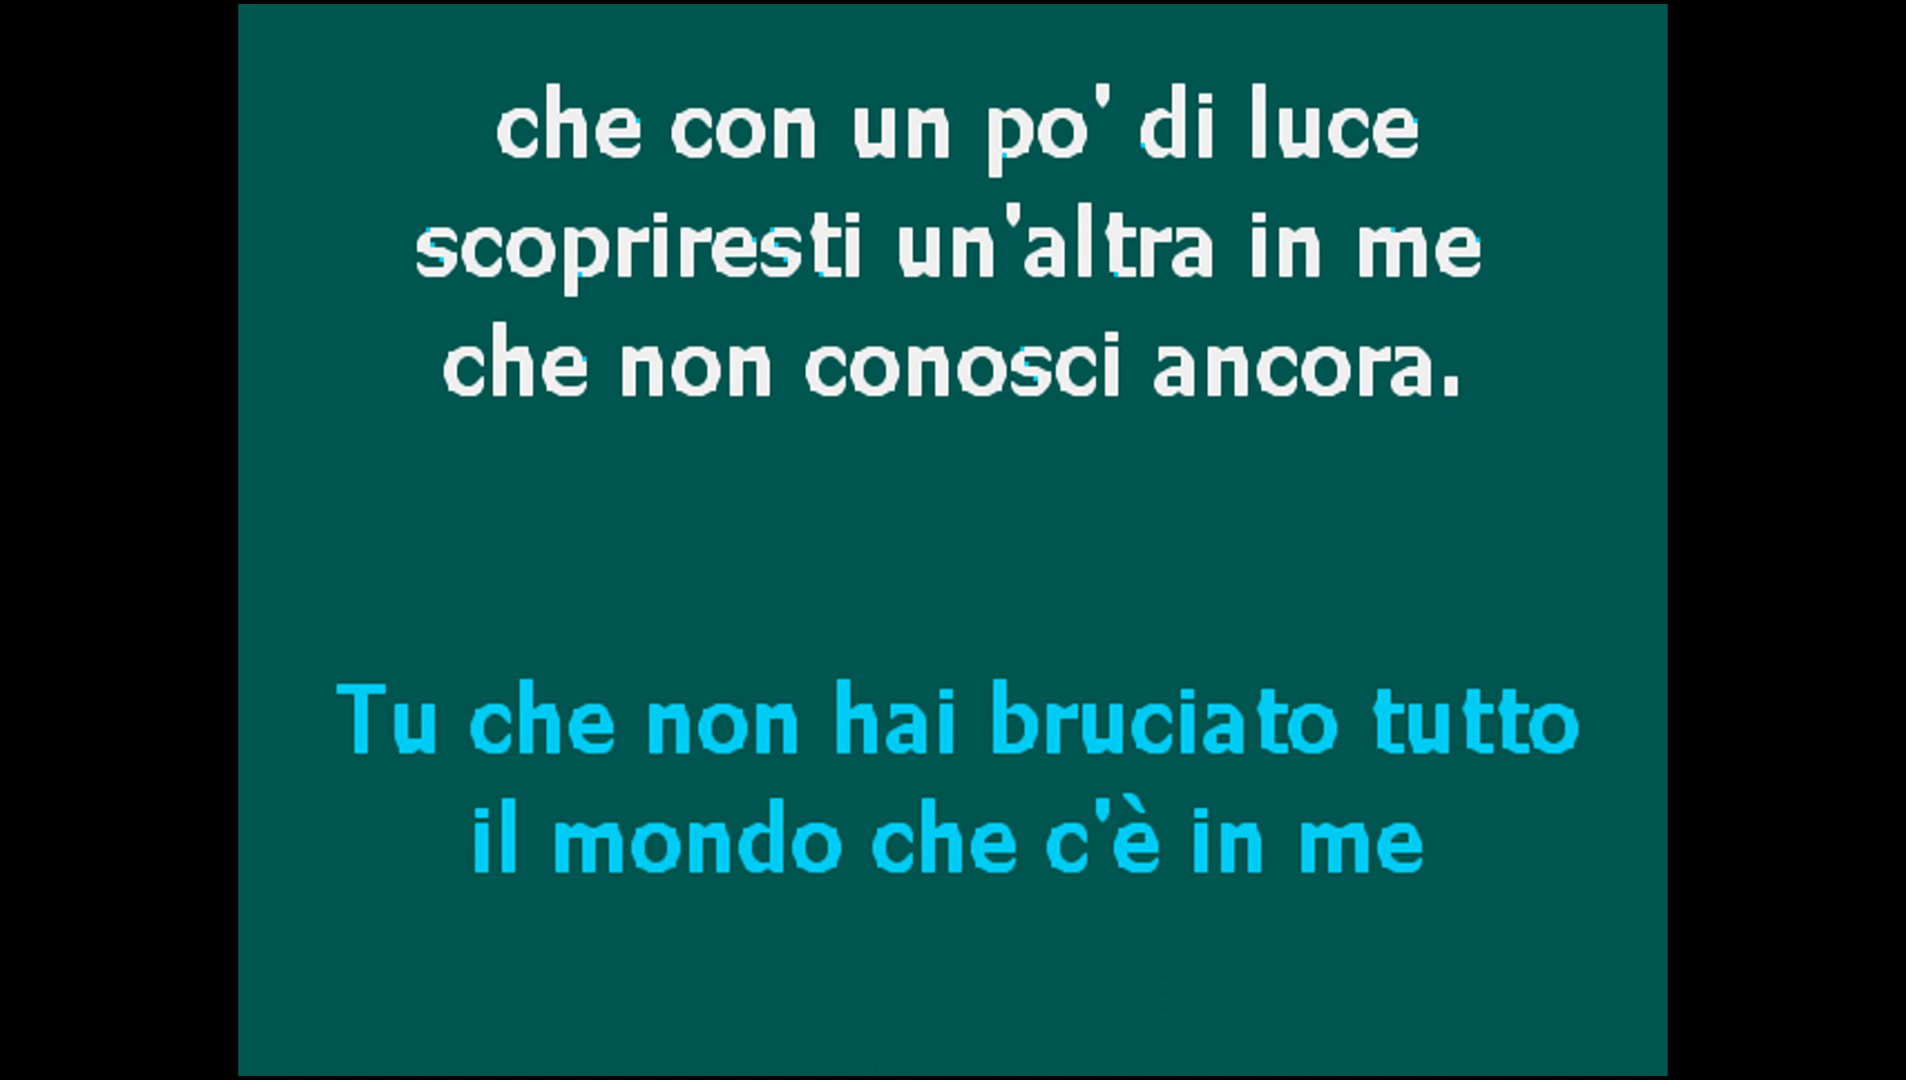 che con un po' di luce
scopriresti un'altra in me
che non conosci ancora.
Tu che non hai bruciato tutto
il mondo che c'è in me